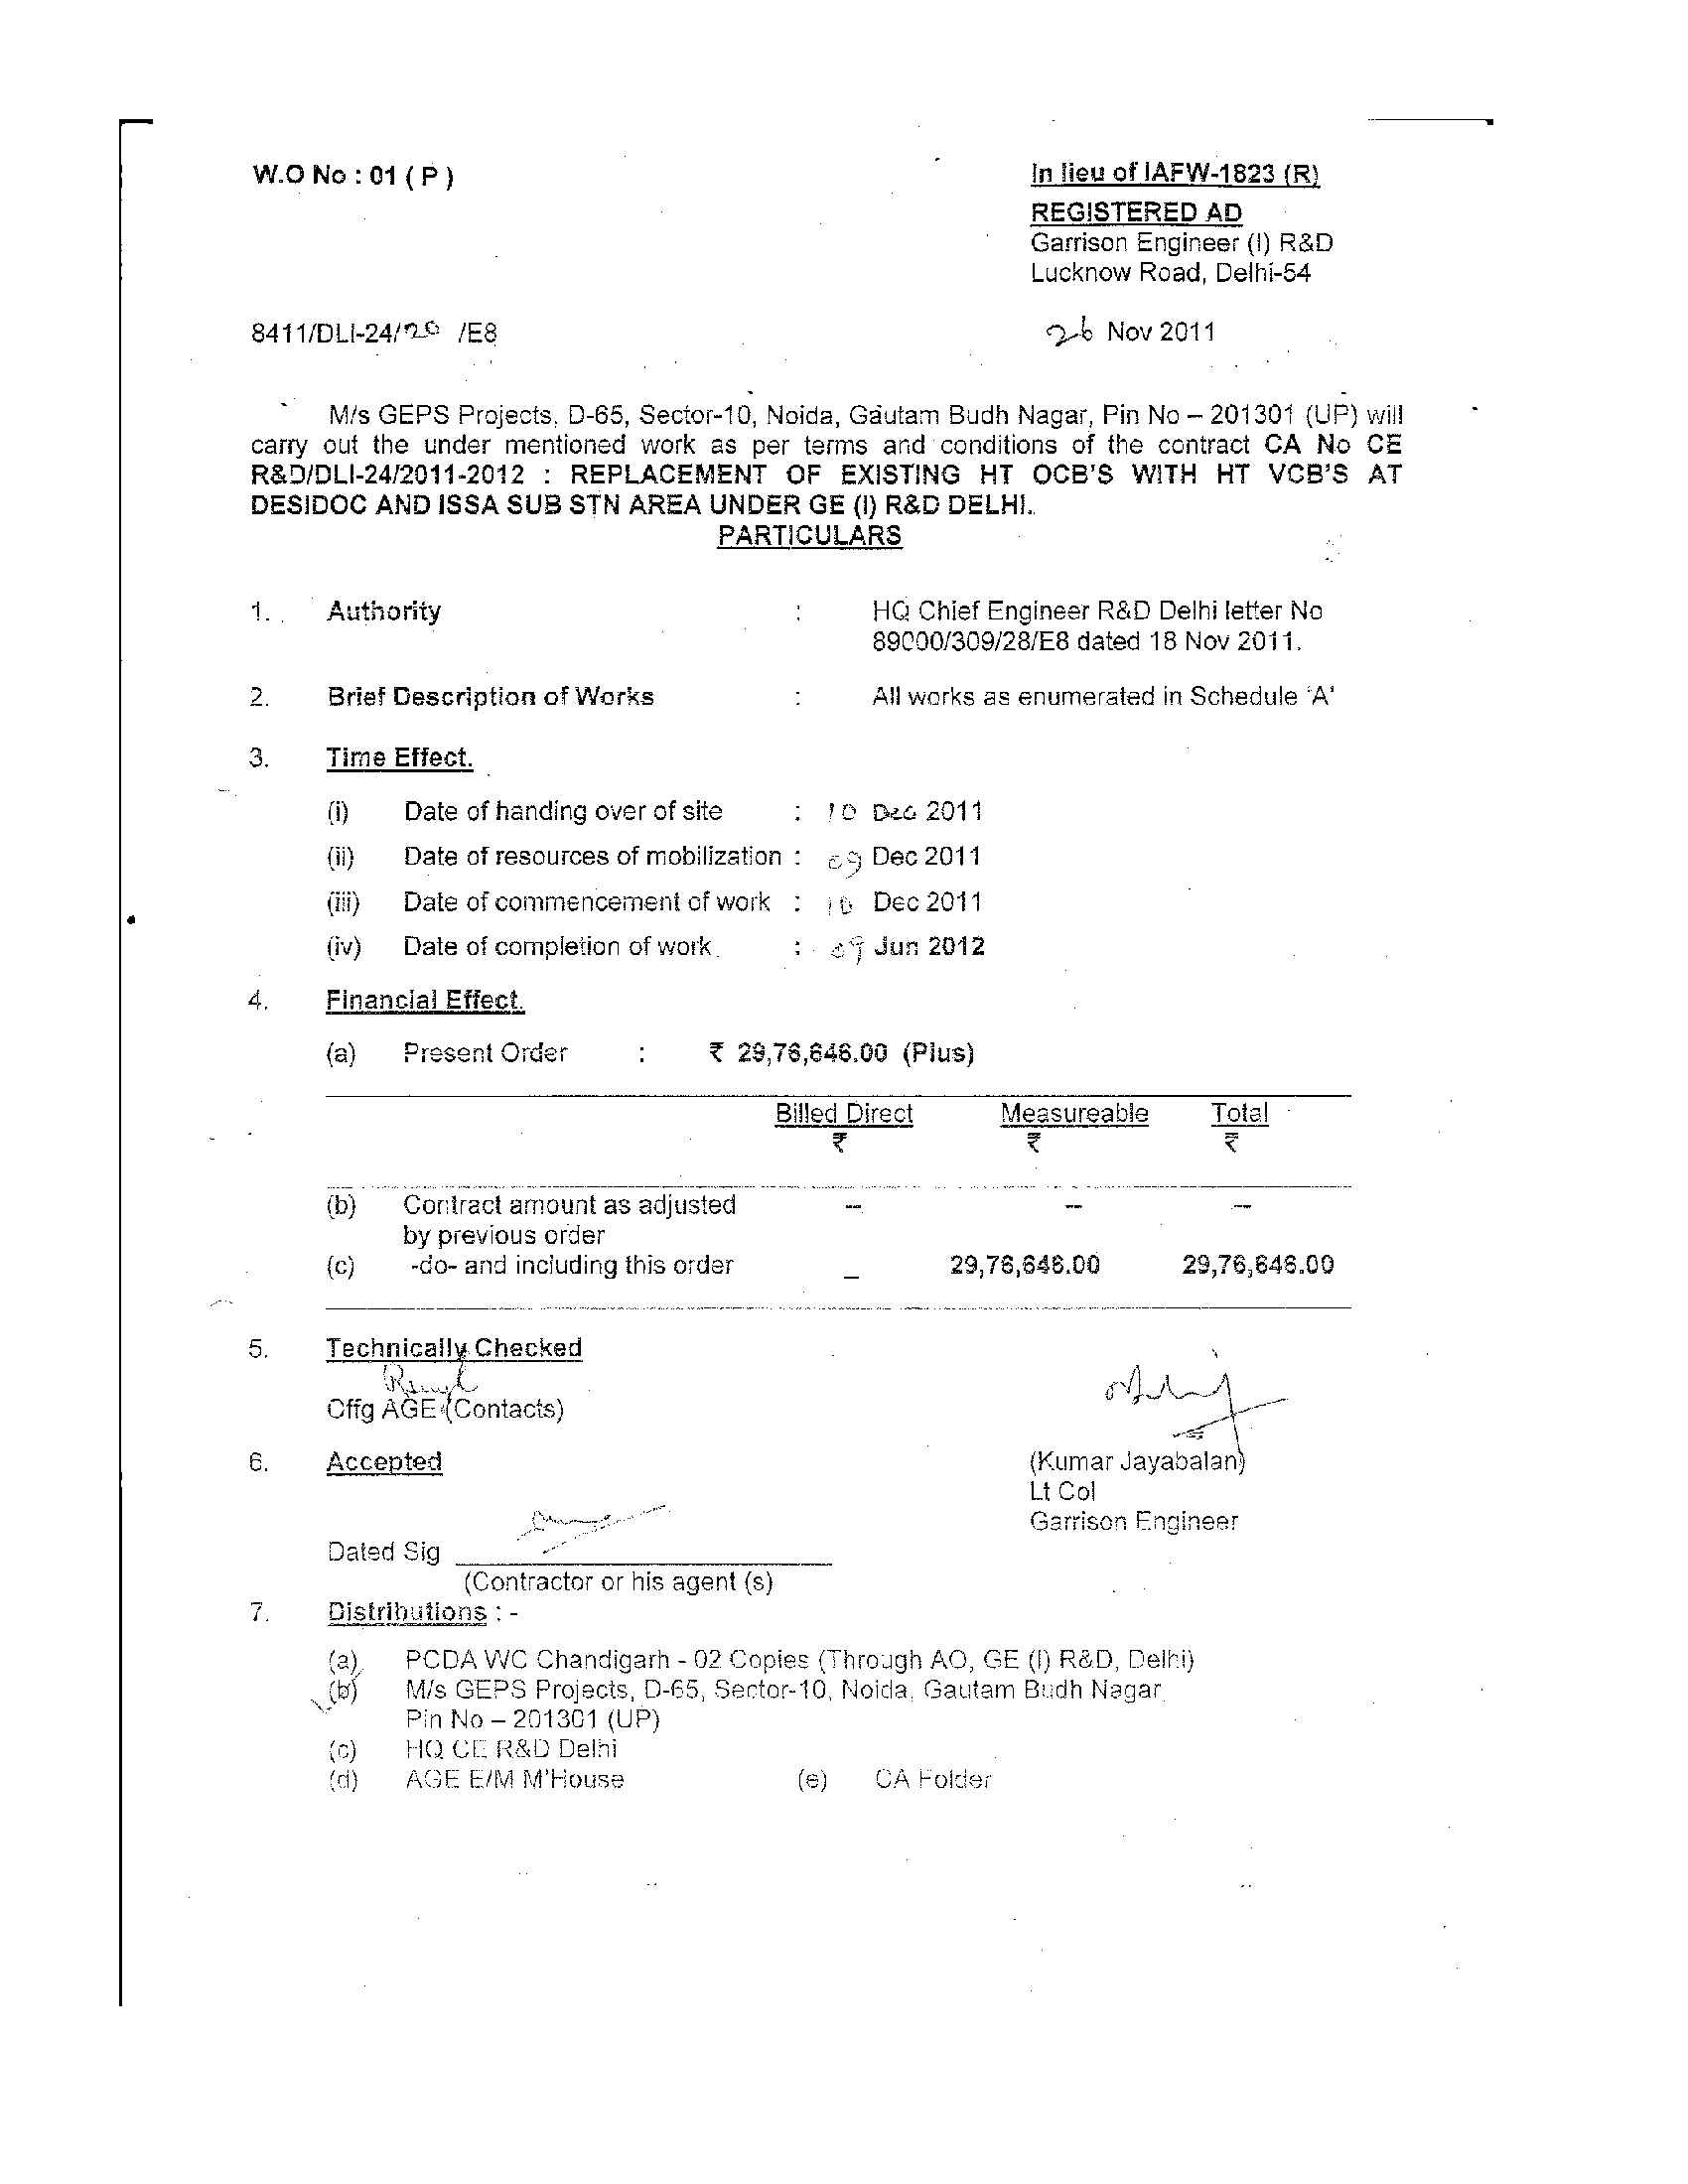 W.O No : 01 ( P )
In lieu of IAFW-1823 (R)
REGISTERED AD
Garrison Engineer (I) R&D
Lucknow Road, Delhi-54
8411/DLI-24/20 /E8
26 Nov 2011
M/s GEPS Projects, D-65, Sector-10, Noida, Gautam Budh Nagar, Pin No – 201301 (UP) will
carry out the under mentioned work as per terms and conditions of the contract CA No CE
R&D/DLI-24/2011-2012 : REPLACEMENT OF EXISTING HT OCB'S WITH HT VCB'S AT
DESIDOC AND ISSA SUB STN AREA UNDER GE (I) R&D DELHI.
PARTICULARS
1. Authority : HQ Chief Engineer R&D Delhi letter No
89000/309/28/E8 dated 18 Nov 2011.
2. Brief Description of Works : All works as enumerated in Schedule 'A'
3. Time Effect.
(i) Date of handing over of site : 10 Dec 2011
(ii) Date of resources of mobilization : 09 Dec 2011
(iii) Date of commencement of work : 10 Dec 2011
(iv) Date of completion of work : 09 Jun 2012
4. Financial Effect.
(a) Present Order : ₹ 29,76,646.00 (Plus)
Billed Direct Measureable Total
₹ ₹ ₹
(b) Contract amount as adjusted -- -- --
by previous order
(c) -do- and including this order – 29,76,646.00 29,76,646.00
5. Technically Checked
Offg AGE (Contacts)
6. Accepted
(Kumar Jayabalan)
Lt Col
Garrison Engineer
Dated Sig
(Contractor or his agent (s)
7. Distributions : -
(a) PCDA WC Chandigarh - 02 Copies (Through AO, GE (I) R&D, Delhi)
(b) M/s GEPS Projects, D-65, Sector-10, Noida, Gautam Budh Nagar
Pin No – 201301 (UP)
(c) HQ CE R&D Delhi
(d) AGE E/M M'House (e) CA Folder